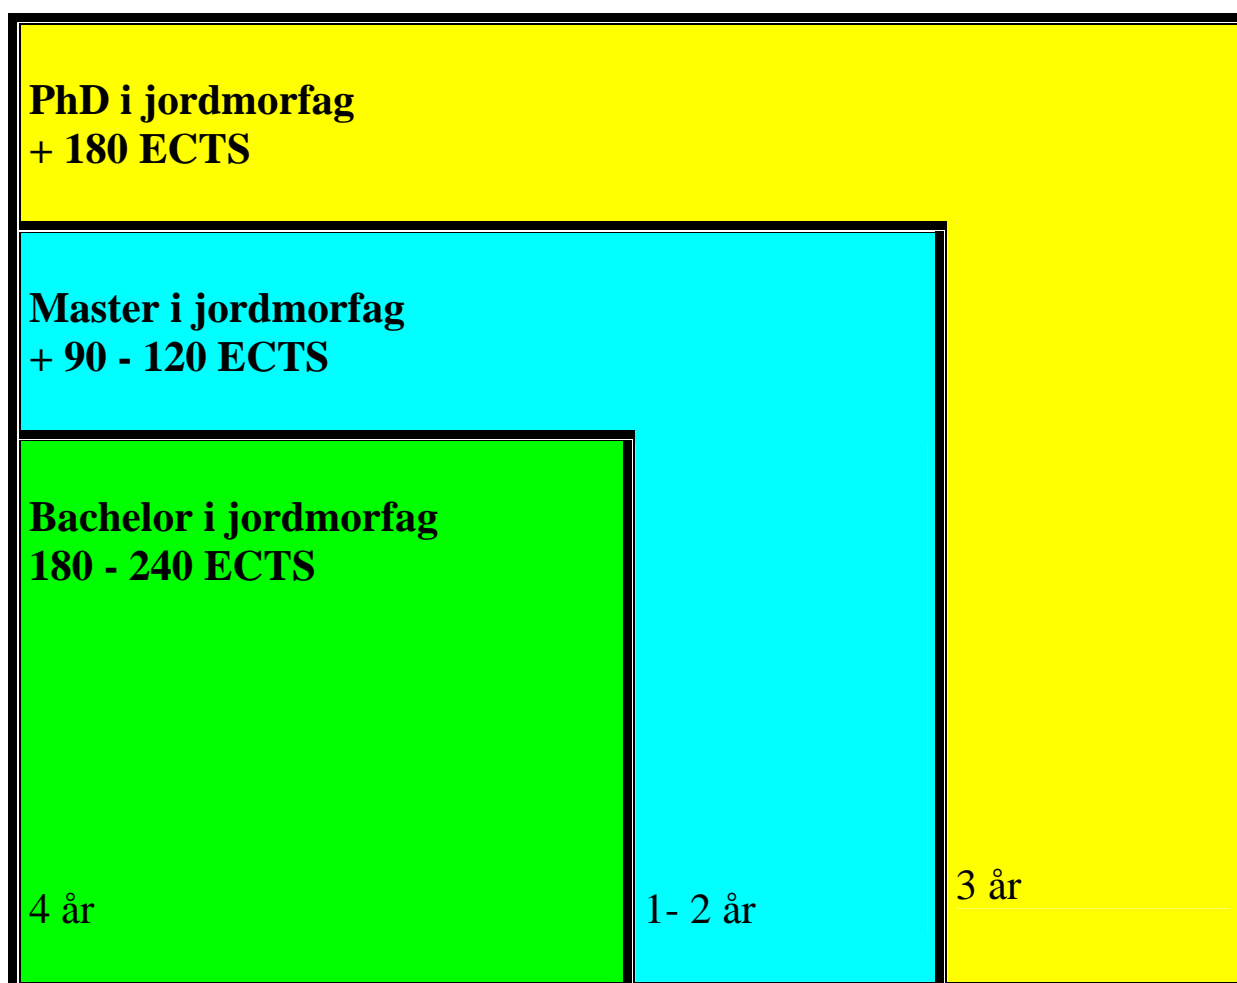 PhD i jordmorfag
+ 180 ECTS
Master i jordmorfag
+ 90 - 120 ECTS
Bachelor i jordmorfag
180 - 240 ECTS
4 år
1- 2 år
3 år